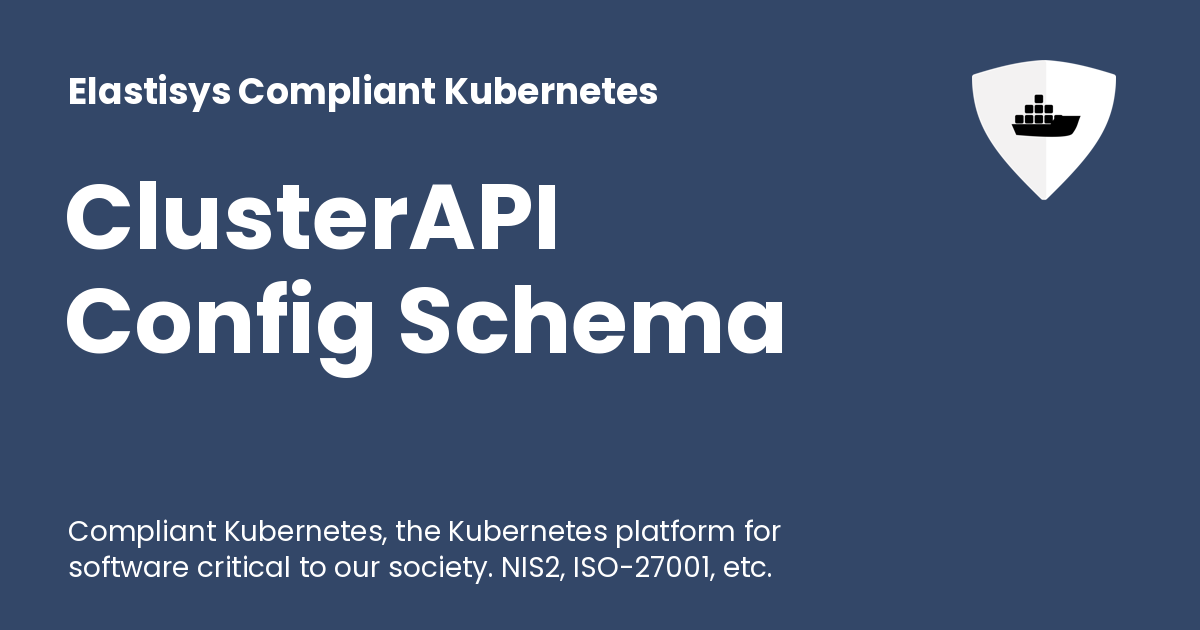 Elastisys Compliant Kubernetes
ClusterAPI
Config Schema
Compliant Kubernetes, the Kubernetes platform for
software critical to our society. NIS2, ISO-27001, etc.